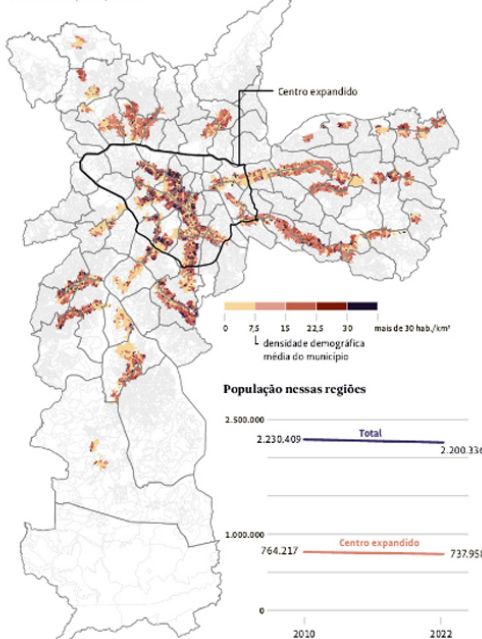 Centro expandido
0 7,5 15 22,5 30 mais de 30 hab./km²
densidade demográfica
média do município
População nessas regiões
2.500.000
2.230.409 Total
2.200.336
1.000.000
Centro expandido
764.217 737.958
0
2010 2022